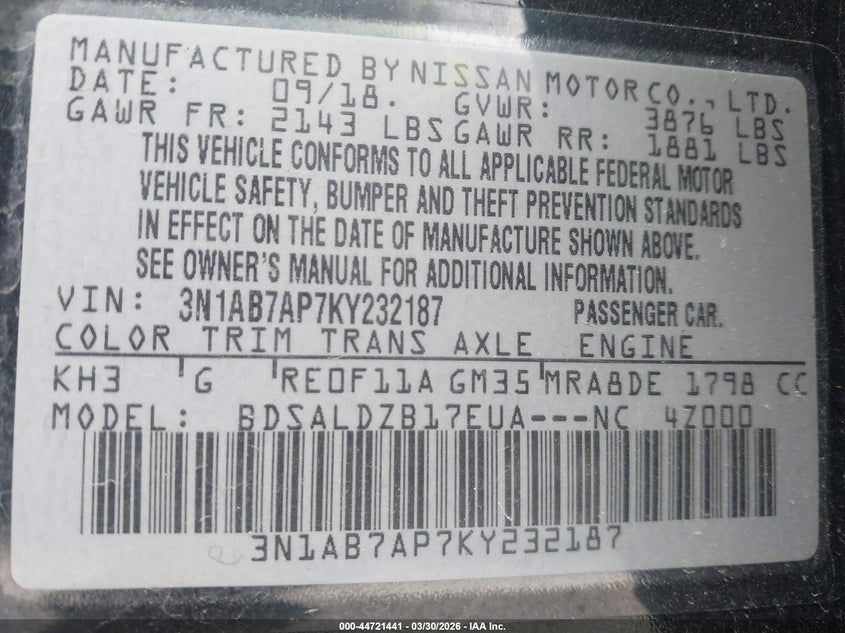 MANUFACTURED BY NISSAN MOTOR CO., LTD.
DATE: 09/18. GVWR: 3876 LBS
GAWR FR: 2143 LBS GAWR RR: 1881 LBS
THIS VEHICLE CONFORMS TO ALL APPLICABLE FEDERAL MOTOR
VEHICLE SAFETY, BUMPER AND THEFT PREVENTION STANDARDS
IN EFFECT ON THE DATE OF MANUFACTURE SHOWN ABOVE.
SEE OWNER'S MANUAL FOR ADDITIONAL INFORMATION.
VIN: 3N1AB7AP7KY232187 PASSENGER CAR.
COLOR TRIM TRANS AXLE ENGINE
KH3 G RE0F11A GM35 MRA8DE 1798 CC
MODEL: BDSALDZB17EUA---NC 4Z000
3N1AB7AP7KY232187
000-44721441 - 03/30/2026 - IAA Inc.